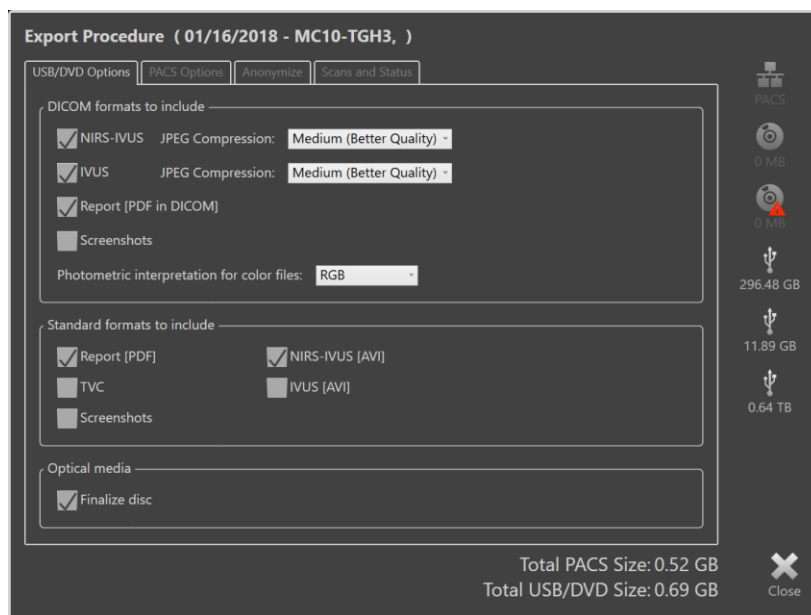 Export Procedure ( 01/16/2018 - MC10-TGH3, )
USB/DVD Options PACS Options Anonymize Scans and Status
DICOM formats to include
NIRS-IVUS JPEG Compression: Medium (Better Quality)
IVUS JPEG Compression: Medium (Better Quality)
Report [PDF in DICOM]
Screenshots
Photometric interpretation for color files: RGB
Standard formats to include
Report [PDF] NIRS-IVUS [AVI]
TVC IVUS [AVI]
Screenshots
Optical media
Finalize disc
PACS
0 MB
0 MB
296.48 GB
11.89 GB
0.64 TB
Total PACS Size: 0.52 GB
Total USB/DVD Size: 0.69 GB
Close